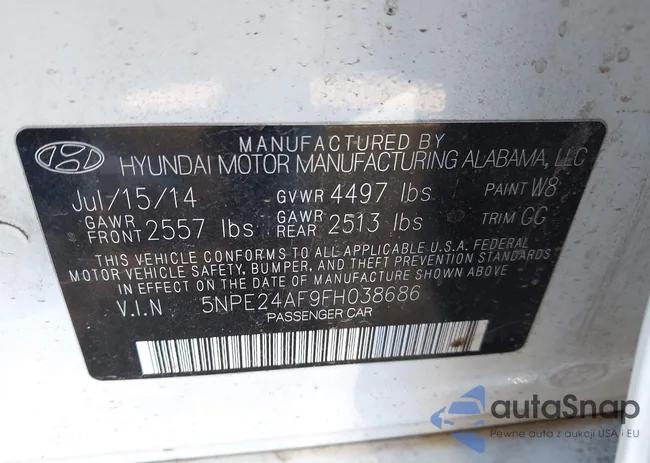 MANUFACTURED BY
HYUNDAI MOTOR MANUFACTURING ALABAMA, LLC
Jul/15/14 GVWR 4497 lbs PAINT W8
GAWR FRONT 2557 lbs GAWR REAR 2513 lbs TRIM GG
THIS VEHICLE CONFORMS TO ALL APPLICABLE U.S.A. FEDERAL
MOTOR VEHICLE SAFETY, BUMPER, AND THEFT PREVENTION STANDARDS
IN EFFECT ON THE DATE OF MANUFACTURE SHOWN ABOVE
V.I.N 5NPE24AF9FH038686
PASSENGER CAR
autaSnap
Pewne auta z aukcji USA i EU